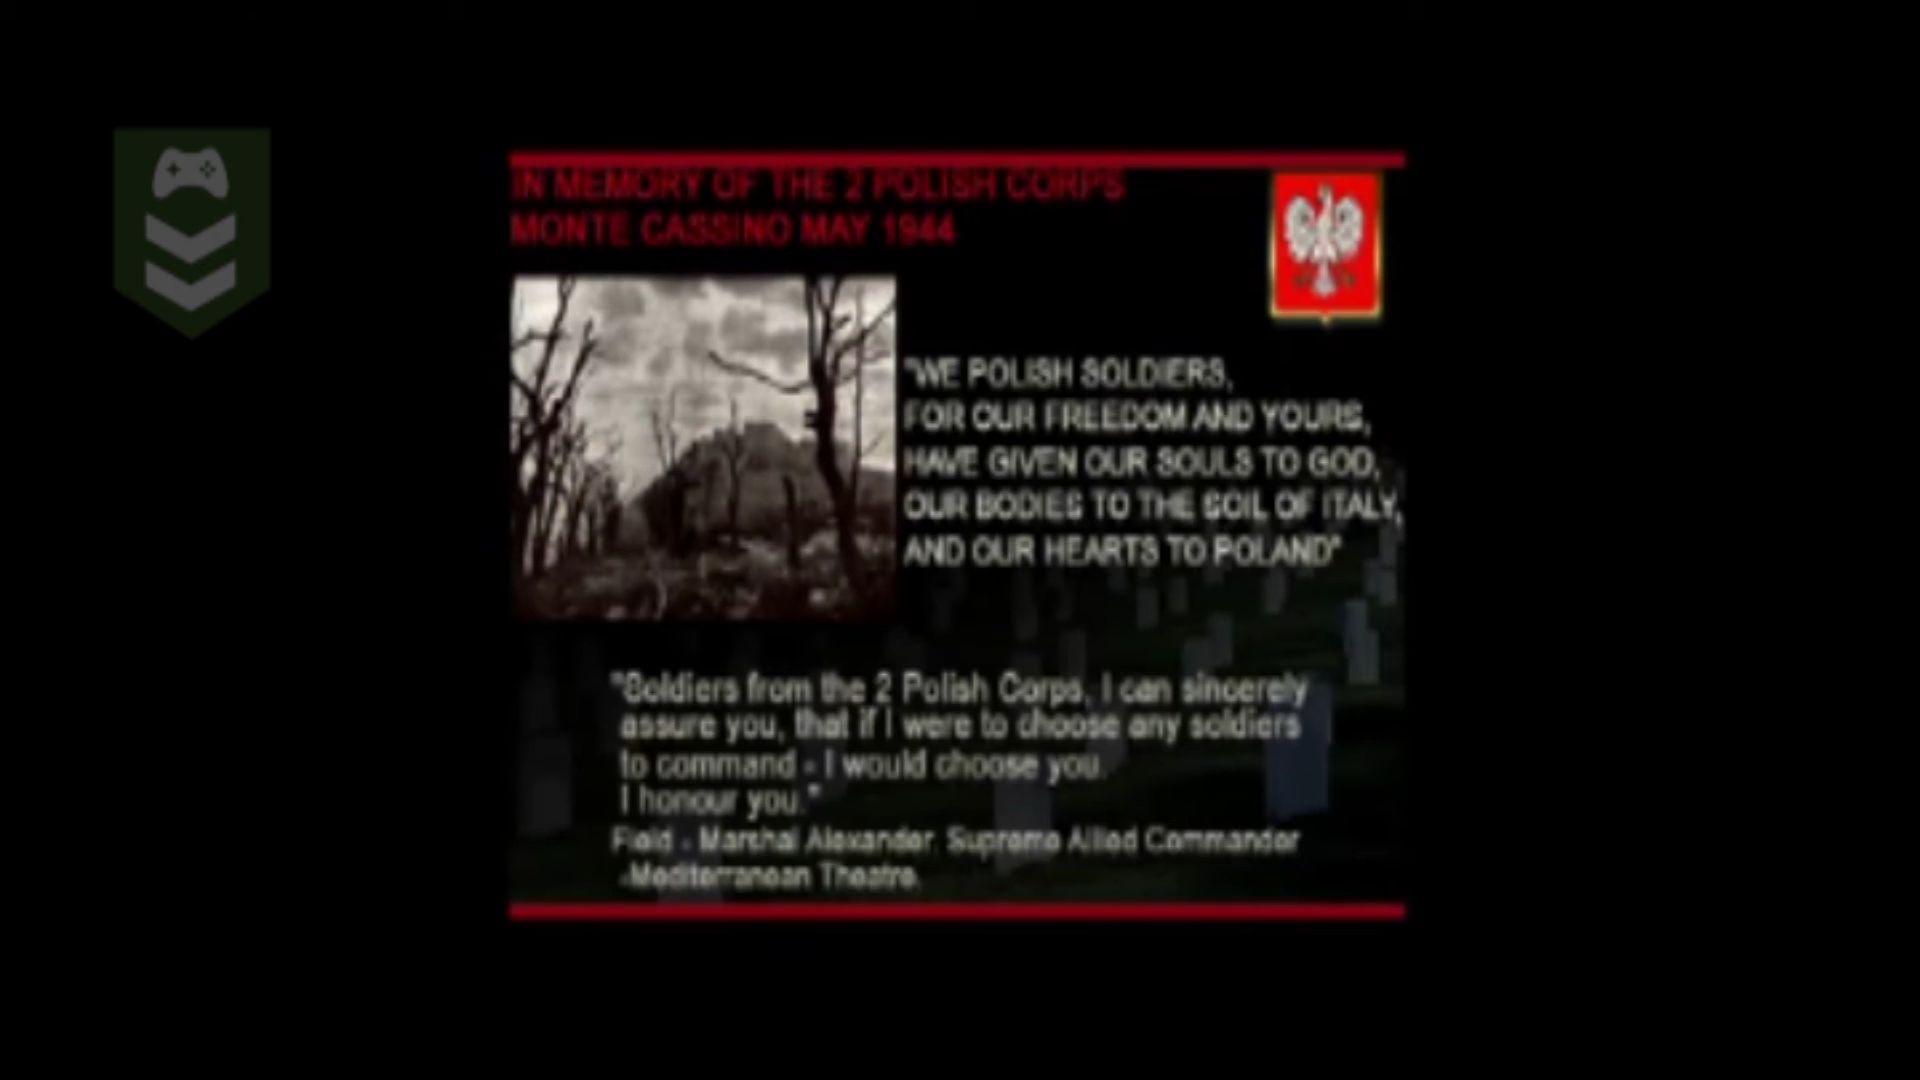 IN MEMORY OF THE 2 POLISH CORPS
MONTE CASSINO MAY 1944
"WE POLISH SOLDIERS,
FOR OUR FREEDOM AND YOURS,
HAVE GIVEN OUR SOULS TO GOD,
OUR BODIES TO THE SOIL OF ITALY,
AND OUR HEARTS TO POLAND"
"Soldiers from the 2 Polish Corps, I can sincerely
assure you, that if I were to choose any soldiers
to command - I would choose you.
I honour you."
Field - Marshal Alexander. Supreme Allied Commander
-Mediterranean Theatre.